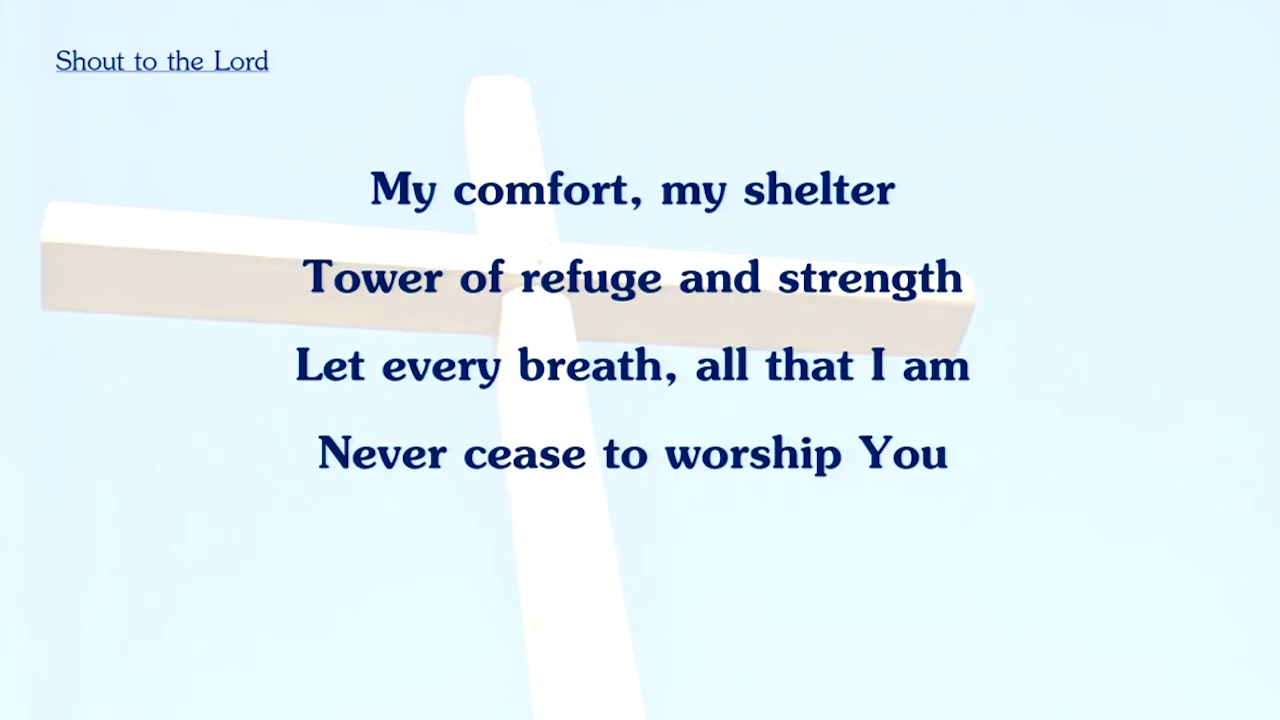 Shout to the Lord
My comfort, my shelter
Tower of refuge and strength
Let every breath, all that I am
Never cease to worship You